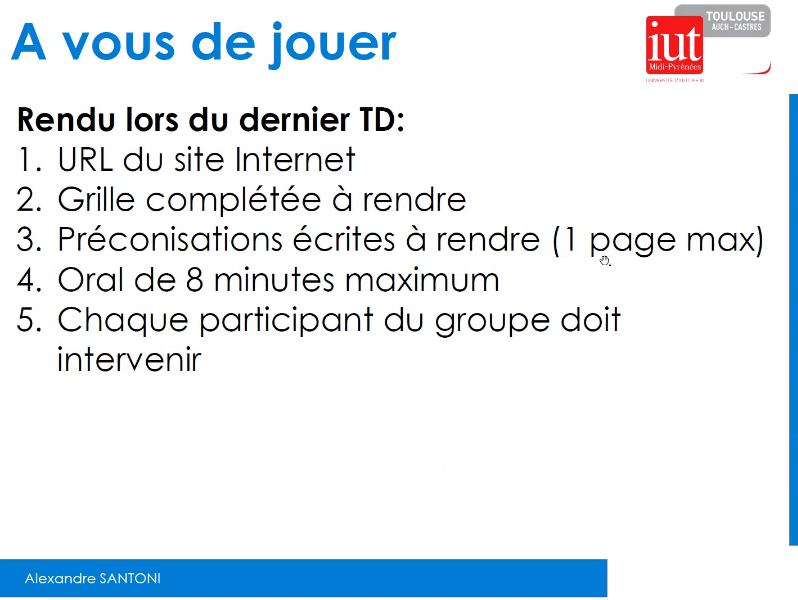 A vous de jouer
TOULOUSE
AUCH – CASTRES
iut
Midi-Pyrénées
Rendu lors du dernier TD:
1. URL du site Internet
2. Grille complétée à rendre
3. Préconisations écrites à rendre (1 page max)
4. Oral de 8 minutes maximum
5. Chaque participant du groupe doit
intervenir
Alexandre SANTONI